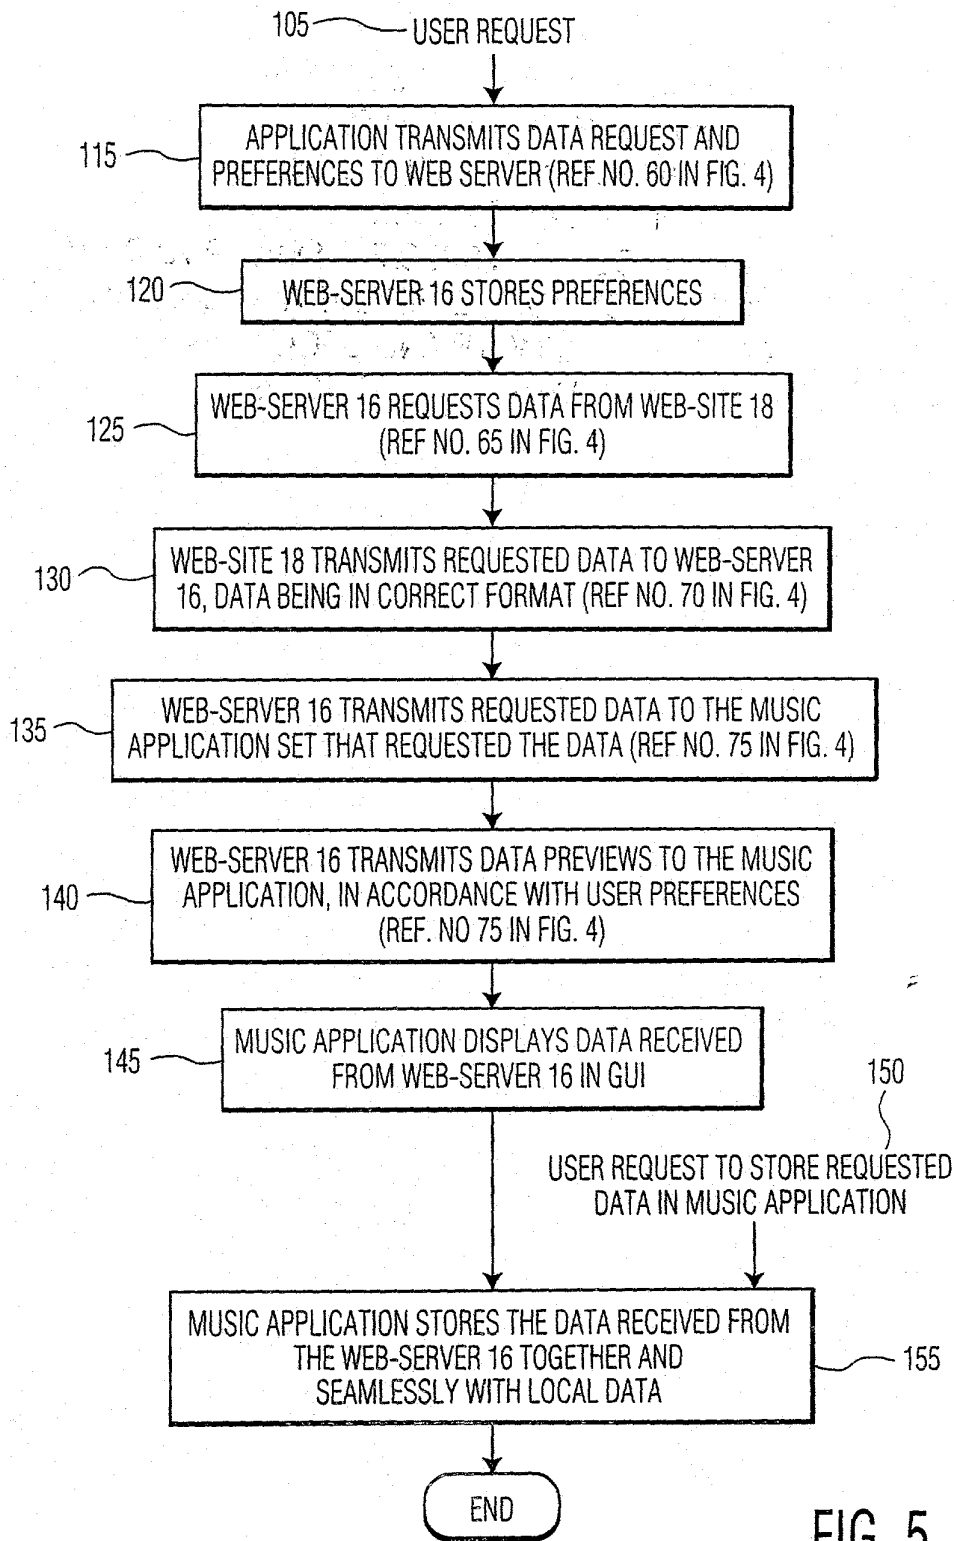 105
USER REQUEST
115
APPLICATION TRANSMITS DATA REQUEST AND
PREFERENCES TO WEB SERVER (REF NO. 60 IN FIG. 4)
120
WEB-SERVER 16 STORES PREFERENCES
125
WEB-SERVER 16 REQUESTS DATA FROM WEB-SITE 18
(REF NO. 65 IN FIG. 4)
130
WEB-SITE 18 TRANSMITS REQUESTED DATA TO WEB-SERVER
16, DATA BEING IN CORRECT FORMAT (REF NO. 70 IN FIG. 4)
135
WEB-SERVER 16 TRANSMITS REQUESTED DATA TO THE MUSIC
APPLICATION SET THAT REQUESTED THE DATA (REF NO. 75 IN FIG. 4)
140
WEB-SERVER 16 TRANSMITS DATA PREVIEWS TO THE MUSIC
APPLICATION, IN ACCORDANCE WITH USER PREFERENCES
(REF. NO 75 IN FIG. 4)
145
MUSIC APPLICATION DISPLAYS DATA RECEIVED
FROM WEB-SERVER 16 IN GUI
150
USER REQUEST TO STORE REQUESTED
DATA IN MUSIC APPLICATION
MUSIC APPLICATION STORES THE DATA RECEIVED FROM
THE WEB-SERVER 16 TOGETHER AND
SEAMLESSLY WITH LOCAL DATA
155
END
FIG. 5